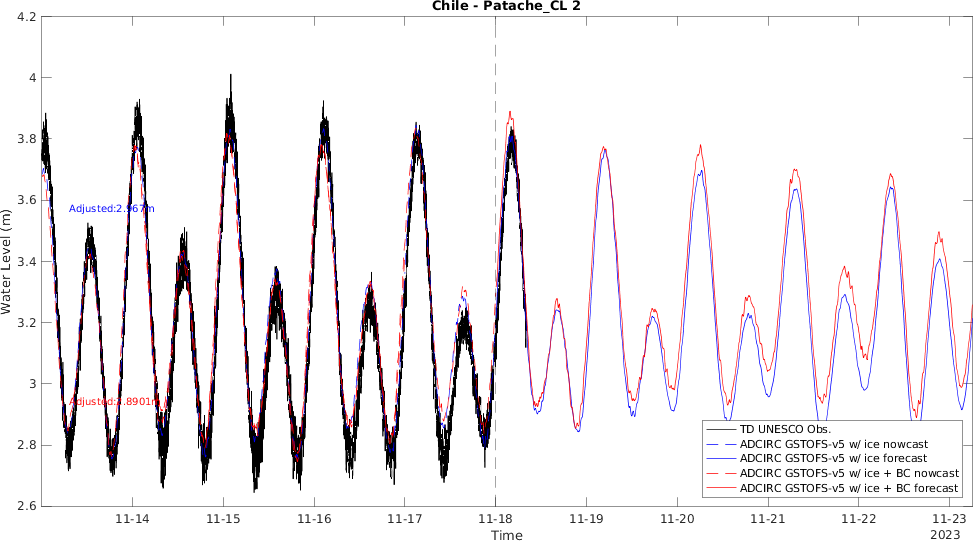 Chile - Patache_CL 2
4.2
4
3.8
3.6
3.4
3.2
3
2.8
2.6
Water Level (m)
Adjusted:2.967m
TD UNESCO Obs.
ADCIRC GSTOFS-v5 w/ ice nowcast
ADCIRC GSTOFS-v5 w/ ice forecast
ADCIRC GSTOFS-v5 w/ ice + BC nowcast
ADCIRC GSTOFS-v5 w/ ice + BC forecast
11-14
11-15
11-16
11-17
11-18
11-19
11-20
11-21
11-22
11-23
Time
2023